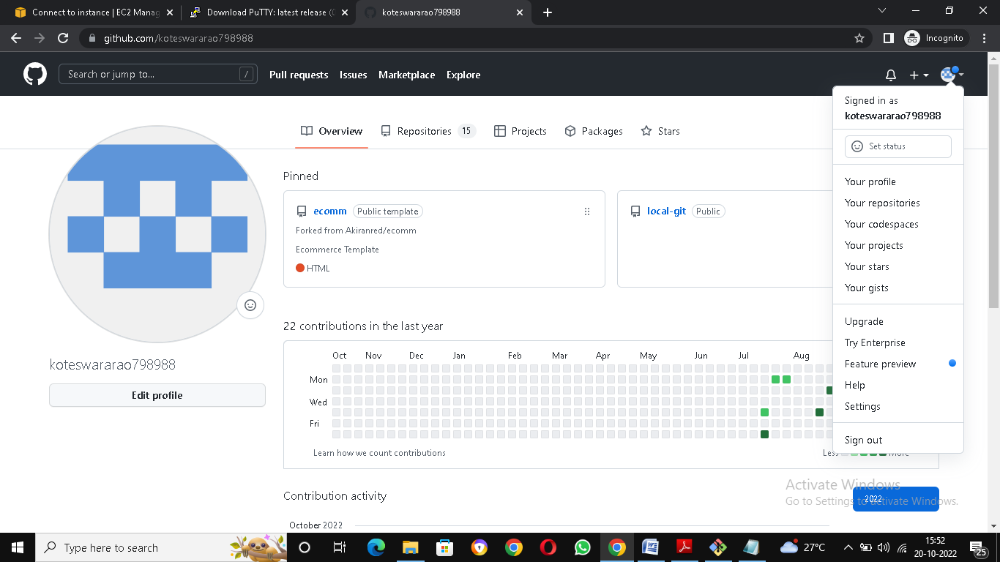 Connect to instance | EC2 Manag
Download PuTTY: latest release (
koteswararao798988
github.com/koteswararao798988
Incognito
Search or jump to...
/
Pull requests
Issues
Marketplace
Explore
Signed in as
koteswararao798988
Set status
Your profile
Your repositories
Your codespaces
Your projects
Your stars
Your gists
Upgrade
Try Enterprise
Feature preview
Help
Settings
Sign out
Overview
Repositories 15
Projects
Packages
Stars
Pinned
ecomm Public template
Forked from Akiranred/ecomm
Ecommerce Template
HTML
local-git Public
koteswararao798988
Edit profile
22 contributions in the last year
Oct Nov Dec Jan Feb Mar Apr May Jun Jul Aug
Mon
Wed
Fri
Learn how we count contributions
Less
More
Contribution activity
2022
October 2022
Activate Windows
Go to Settings to activate Windows.
Type here to search
27°C
15:52
20-10-2022
25